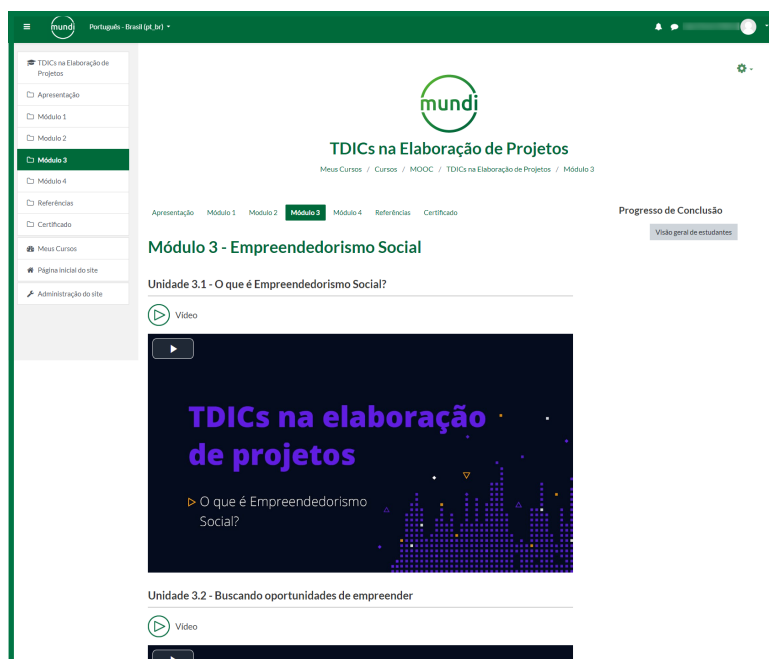 mundi
Português - Brasil (pt_br)
TDICs na Elaboração de
Projetos
Apresentação
Módulo 1
Modulo 2
Módulo 3
Módulo 4
Referências
Certificado
Meus Cursos
Página inicial do site
Administração do site
mundi
TDICs na Elaboração de Projetos
Meus Cursos / Cursos / MOOC / TDICs na Elaboração de Projetos / Módulo 3
Apresentação Módulo 1 Modulo 2 Módulo 3 Módulo 4 Referências Certificado
Progresso de Conclusão
Visão geral de estudantes
Módulo 3 - Empreendedorismo Social
Unidade 3.1 - O que é Empreendedorismo Social?
Vídeo
TDICs na elaboração
de projetos
O que é Empreendedorismo
Social?
Unidade 3.2 - Buscando oportunidades de empreender
Vídeo